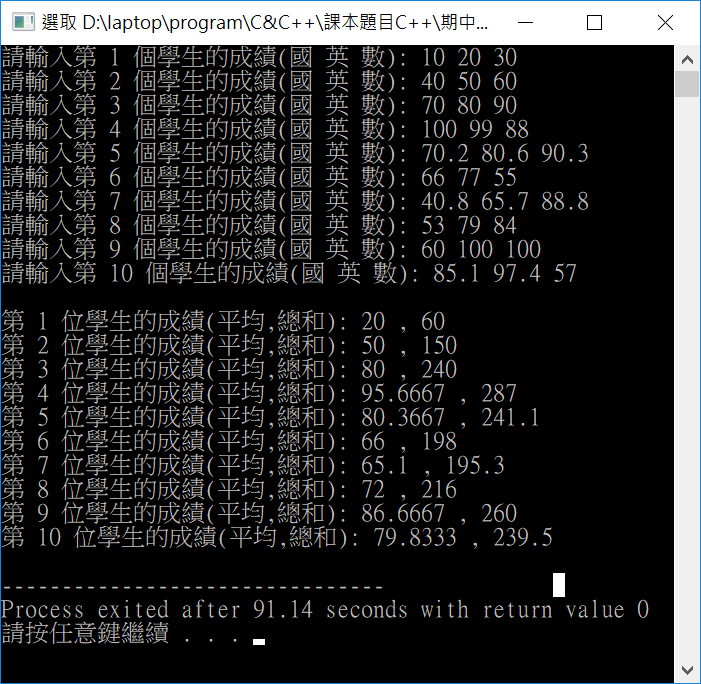 選取 D:\laptop\program\C&C++\課本題目C++\期中...
請輸入第 1 個學生的成績(國 英 數): 10 20 30
請輸入第 2 個學生的成績(國 英 數): 40 50 60
請輸入第 3 個學生的成績(國 英 數): 70 80 90
請輸入第 4 個學生的成績(國 英 數): 100 99 88
請輸入第 5 個學生的成績(國 英 數): 70.2 80.6 90.3
請輸入第 6 個學生的成績(國 英 數): 66 77 55
請輸入第 7 個學生的成績(國 英 數): 40.8 65.7 88.8
請輸入第 8 個學生的成績(國 英 數): 53 79 84
請輸入第 9 個學生的成績(國 英 數): 60 100 100
請輸入第 10 個學生的成績(國 英 數): 85.1 97.4 57
第 1 位學生的成績(平均,總和): 20 , 60
第 2 位學生的成績(平均,總和): 50 , 150
第 3 位學生的成績(平均,總和): 80 , 240
第 4 位學生的成績(平均,總和): 95.6667 , 287
第 5 位學生的成績(平均,總和): 80.3667 , 241.1
第 6 位學生的成績(平均,總和): 66 , 198
第 7 位學生的成績(平均,總和): 65.1 , 195.3
第 8 位學生的成績(平均,總和): 72 , 216
第 9 位學生的成績(平均,總和): 86.6667 , 260
第 10 位學生的成績(平均,總和): 79.8333 , 239.5
--------------------------------
Process exited after 91.14 seconds with return value 0
請按任意鍵繼續 . . .